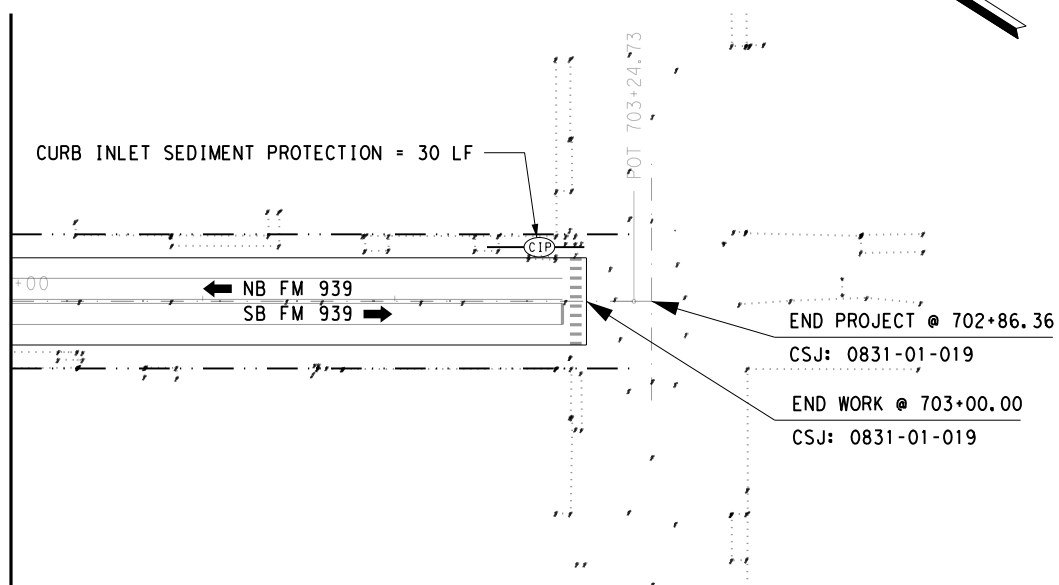 POT 703+24.73
CURB INLET SEDIMENT PROTECTION = 30 LF
CIP
+00
NB FM 939
SB FM 939
END PROJECT @ 702+86.36
CSJ: 0831-01-019
END WORK @ 703+00.00
CSJ: 0831-01-019